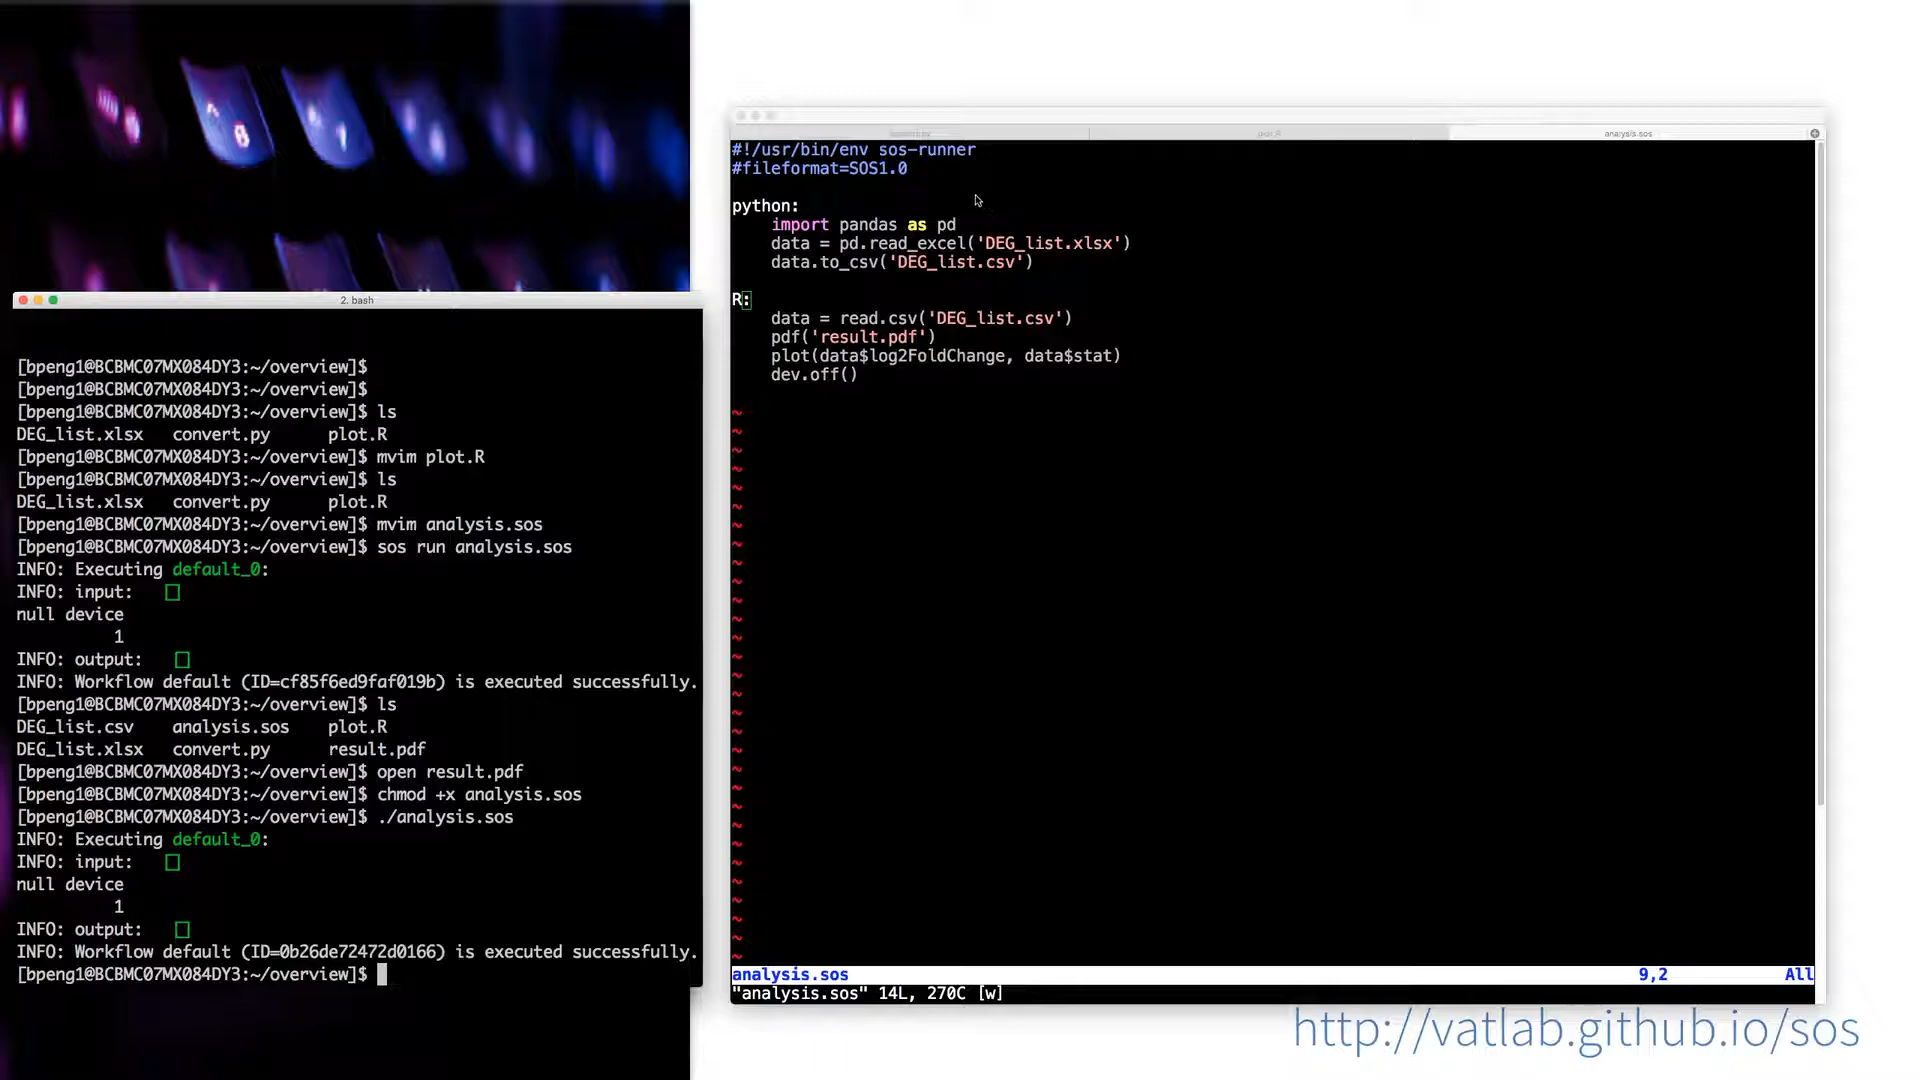 2. bash
[bpeng1@BCBMC07MX084DY3:~/overview]$
[bpeng1@BCBMC07MX084DY3:~/overview]$
[bpeng1@BCBMC07MX084DY3:~/overview]$ ls
DEG_list.xlsx convert.py plot.R
[bpeng1@BCBMC07MX084DY3:~/overview]$ mvim plot.R
[bpeng1@BCBMC07MX084DY3:~/overview]$ ls
DEG_list.xlsx convert.py plot.R
[bpeng1@BCBMC07MX084DY3:~/overview]$ mvim analysis.sos
[bpeng1@BCBMC07MX084DY3:~/overview]$ sos run analysis.sos
INFO: Executing default_0:
INFO: input: []
null device
1
INFO: output: []
INFO: Workflow default (ID=cf85f6ed9faf019b) is executed successfully.
[bpeng1@BCBMC07MX084DY3:~/overview]$ ls
DEG_list.csv analysis.sos plot.R
DEG_list.xlsx convert.py result.pdf
[bpeng1@BCBMC07MX084DY3:~/overview]$ open result.pdf
[bpeng1@BCBMC07MX084DY3:~/overview]$ chmod +x analysis.sos
[bpeng1@BCBMC07MX084DY3:~/overview]$ ./analysis.sos
INFO: Executing default_0:
INFO: input: []
null device
1
INFO: output: []
INFO: Workflow default (ID=0b26de72472d0166) is executed successfully.
[bpeng1@BCBMC07MX084DY3:~/overview]$
plot.R
analysis.sos
#!/usr/bin/env sos-runner
#fileformat=SOS1.0
python:
import pandas as pd
data = pd.read_excel('DEG_list.xlsx')
data.to_csv('DEG_list.csv')
R:
data = read.csv('DEG_list.csv')
pdf('result.pdf')
plot(data$log2FoldChange, data$stat)
dev.off()
analysis.sos 9,2 All
"analysis.sos" 14L, 270C [w]
http://vatlab.github.io/sos